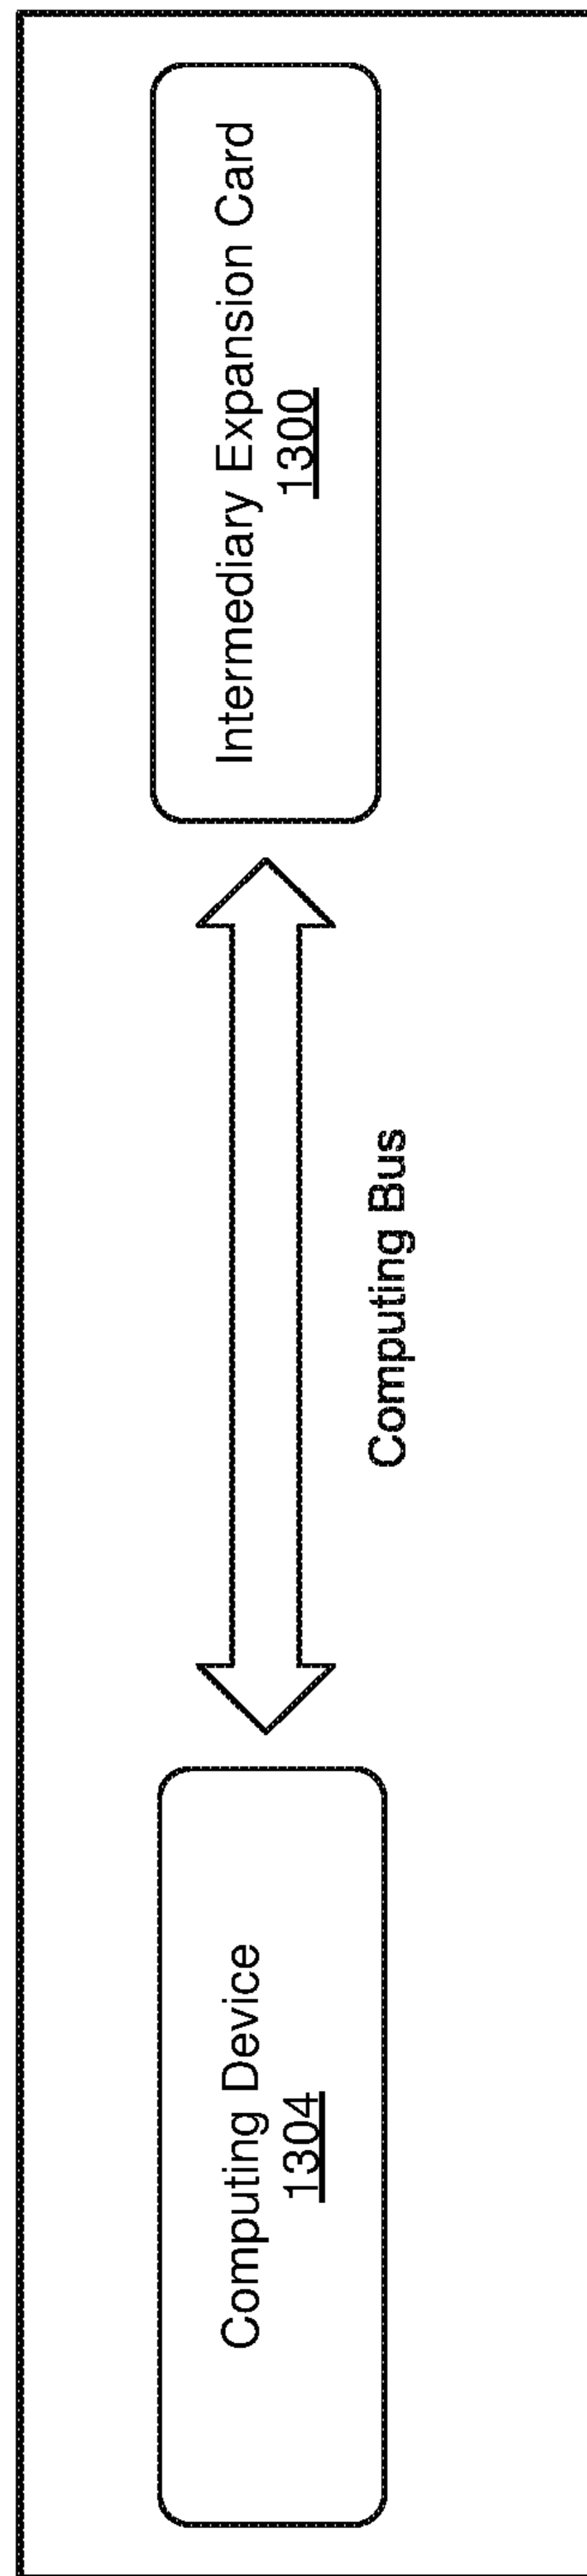 Computing Device
1304
Computing Bus
Intermediary Expansion Card
1300